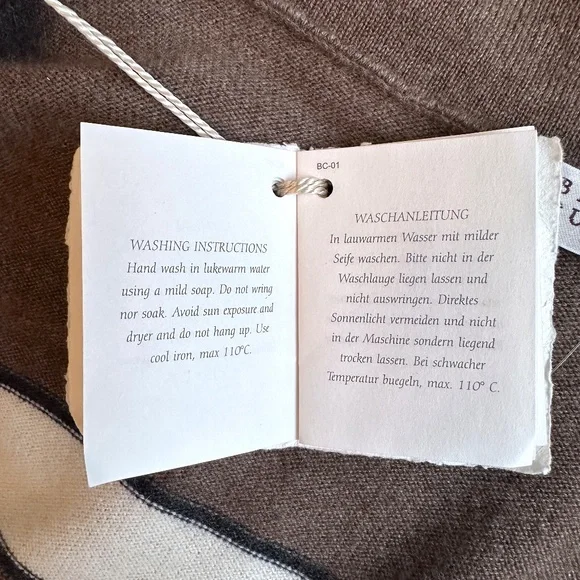 WASHING INSTRUCTIONS
Hand wash in lukewarm water
using a mild soap. Do not wring
nor soak. Avoid sun exposure and
dryer and do not hang up. Use
cool iron, max 110°C.
BC-01
WASCHANLEITUNG
In lauwarmen Wasser mit milder
Seife waschen. Bitte nicht in der
Waschlauge liegen lassen und
nicht auswringen. Direktes
Sonnenlicht vermeiden und nicht
in der Maschine sondern liegend
trocken lassen. Bei schwacher
Temperatur buegeln, max. 110° C.